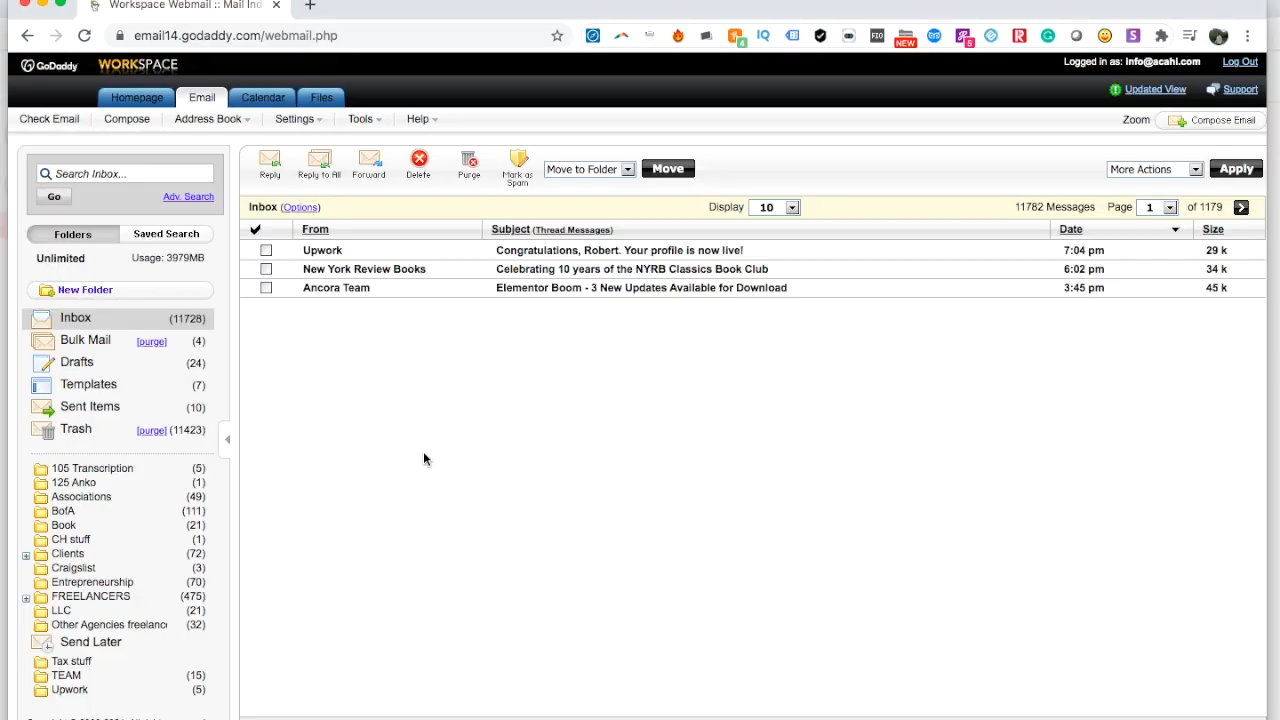 Workspace Webmail :: Mail Ind
email14.godaddy.com/webmail.php
GoDaddy WORKSPACE
Logged in as: info@acahi.com Log Out
Homepage Email Calendar Files
Updated View Support
Check Email Compose Address Book Settings Tools Help
Zoom Compose Email
Search Inbox...
Go Adv. Search
Reply Reply to All Forward Delete Purge Mark as Spam
Move to Folder Move
More Actions Apply
Inbox (Options) Display 10 11782 Messages Page 1 of 1179
From Subject (Thread Messages) Date Size
Upwork Congratulations, Robert. Your profile is now live! 7:04 pm 29 k
New York Review Books Celebrating 10 years of the NYRB Classics Book Club 6:02 pm 34 k
Ancora Team Elementor Boom - 3 New Updates Available for Download 3:45 pm 45 k
Folders Saved Search
Unlimited Usage: 3979MB
New Folder
Inbox (11728)
Bulk Mail [purge] (4)
Drafts (24)
Templates (7)
Sent Items (10)
Trash [purge] (11423)
105 Transcription (5)
125 Anko (1)
Associations (49)
BofA (111)
Book (21)
CH stuff (1)
Clients (72)
Craigslist (3)
Entrepreneurship (70)
FREELANCERS (475)
LLC (21)
Other Agencies freelanc (32)
Send Later
Tax stuff
TEAM (15)
Upwork (5)